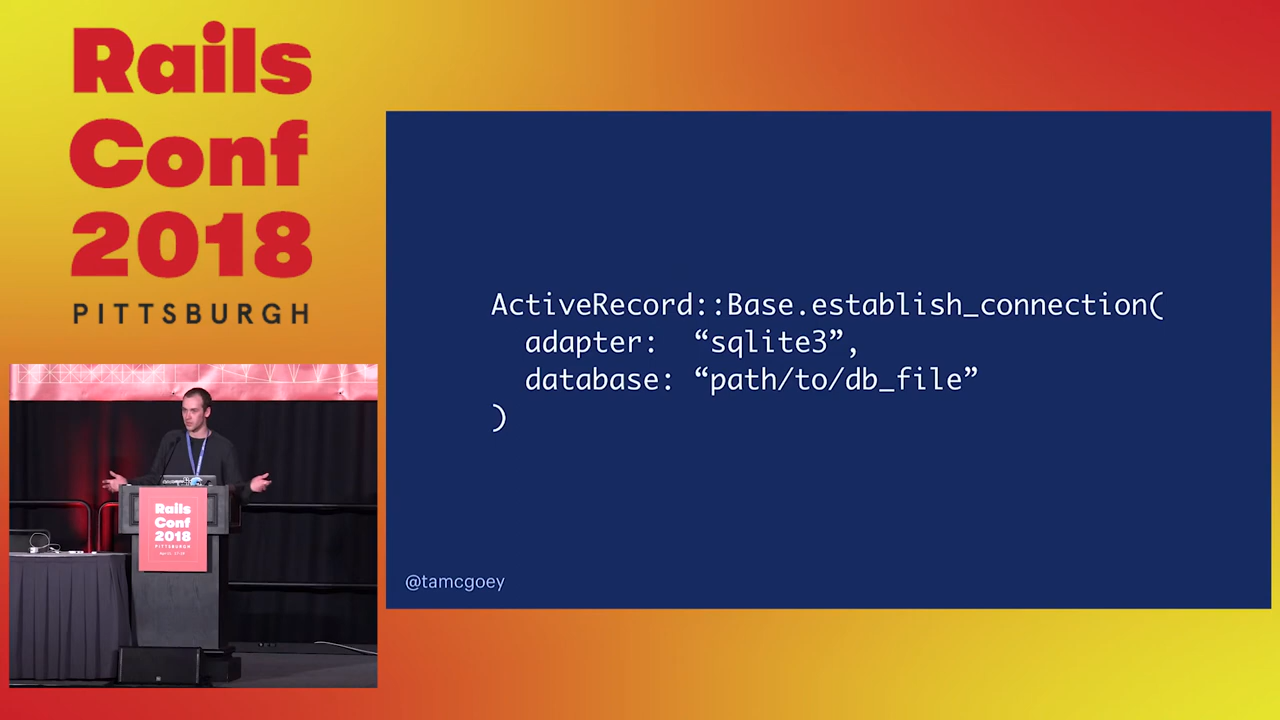 Rails
Conf
2018
PITTSBURGH
ActiveRecord::Base.establish_connection(
  adapter:  “sqlite3”,
  database: “path/to/db_file”
)
@tamcgoey
Rails
Conf
2018
PITTSBURGH